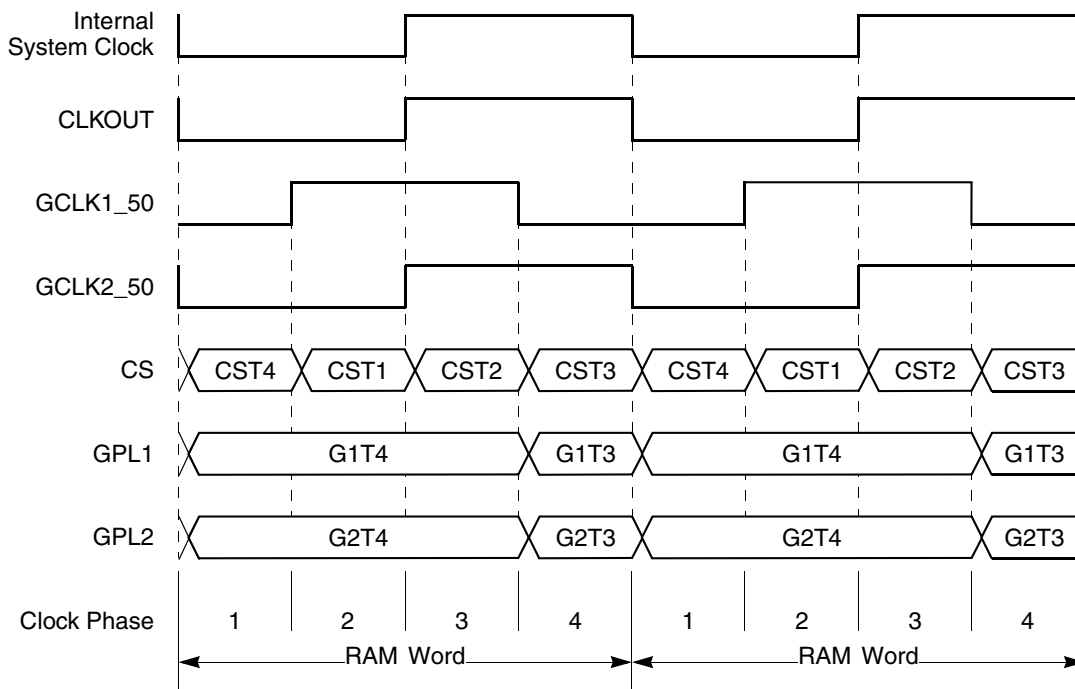 Internal
System Clock
CLKOUT
GCLK1_50
GCLK2_50
CS CST4 CST1 CST2 CST3 CST4 CST1 CST2 CST3
GPL1 G1T4 G1T3 G1T4 G1T3
GPL2 G2T4 G2T3 G2T4 G2T3
Clock Phase 1 2 3 4 1 2 3 4
RAM Word RAM Word